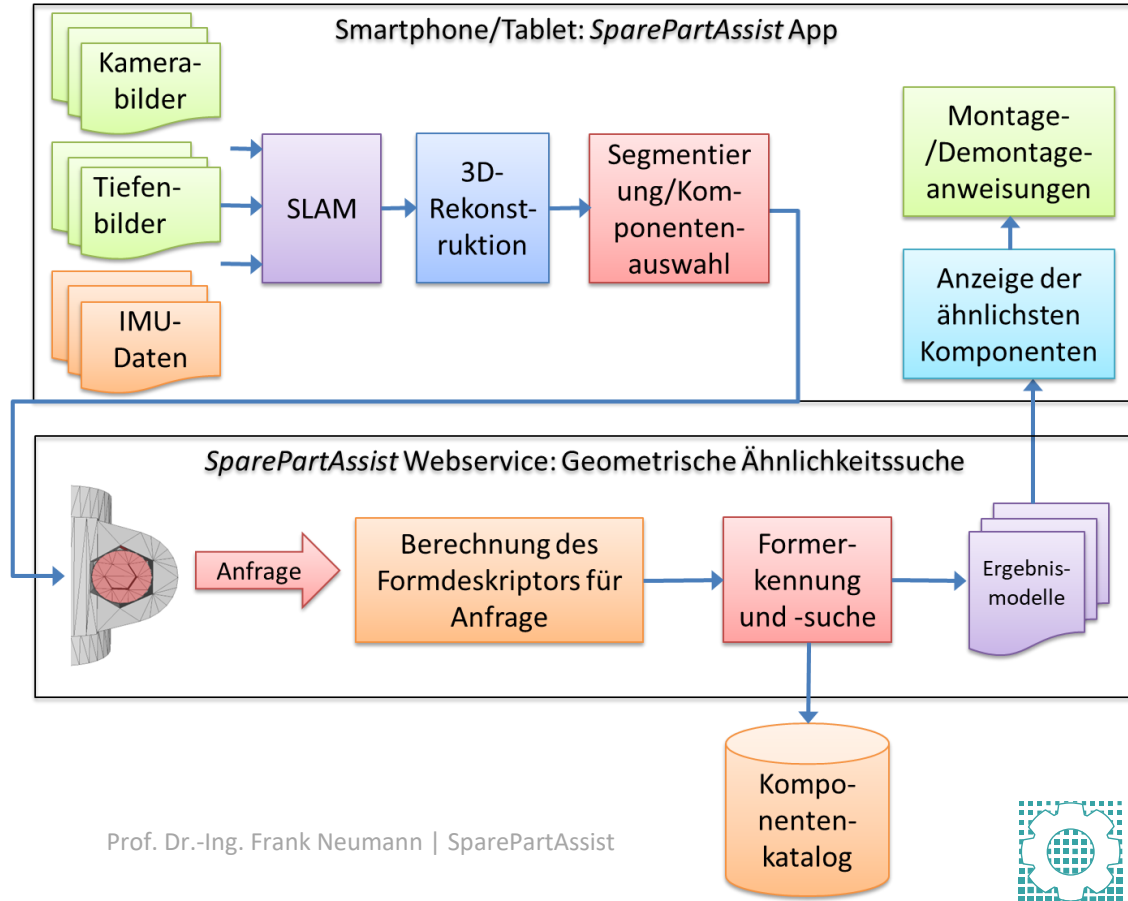 Smartphone/Tablet: SparePartAssist App
Kamera-
bilder
Tiefen-
bilder
IMU-
Daten
SLAM
3D-
Rekonst-
ruktion
Segmentier
ung/Kom-
ponenten-
auswahl
Montage-
/Demontage-
anweisungen
Anzeige der
ähnlichsten
Komponenten
SparePartAssist Webservice: Geometrische Ähnlichkeitssuche
Anfrage
Berechnung des
Formdeskriptors für
Anfrage
Former-
kennung
und -suche
Ergebnis-
modelle
Kompo-
nenten-
katalog
Prof. Dr.-Ing. Frank Neumann | SparePartAssist